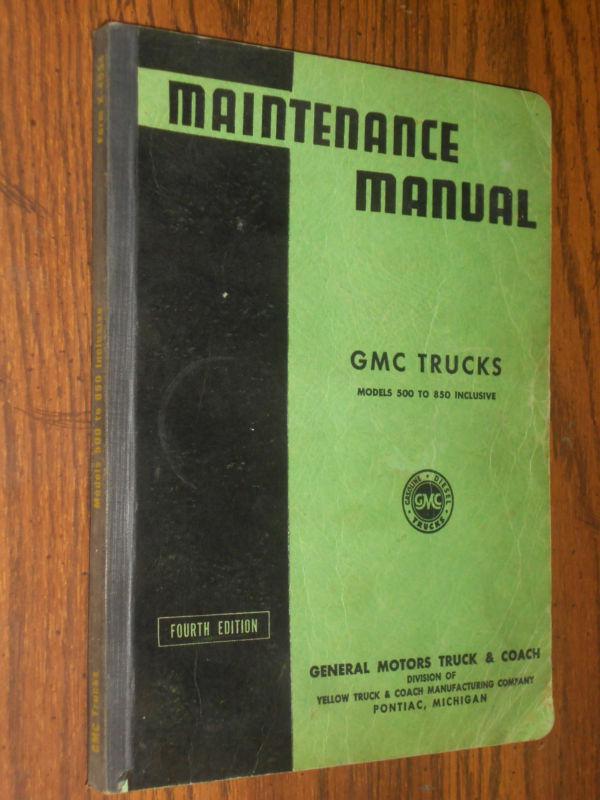 MAINTENANCE
MANUAL
GMC TRUCKS
MODELS 500 TO 850 INCLUSIVE
GASOLINE • DIESEL
GMC
• TRUCKS •
FOURTH EDITION
GENERAL MOTORS TRUCK & COACH
DIVISION OF
YELLOW TRUCK & COACH MANUFACTURING COMPANY
PONTIAC, MICHIGAN
GMC Trucks
Models 500 to 850 Inclusive
Form X-